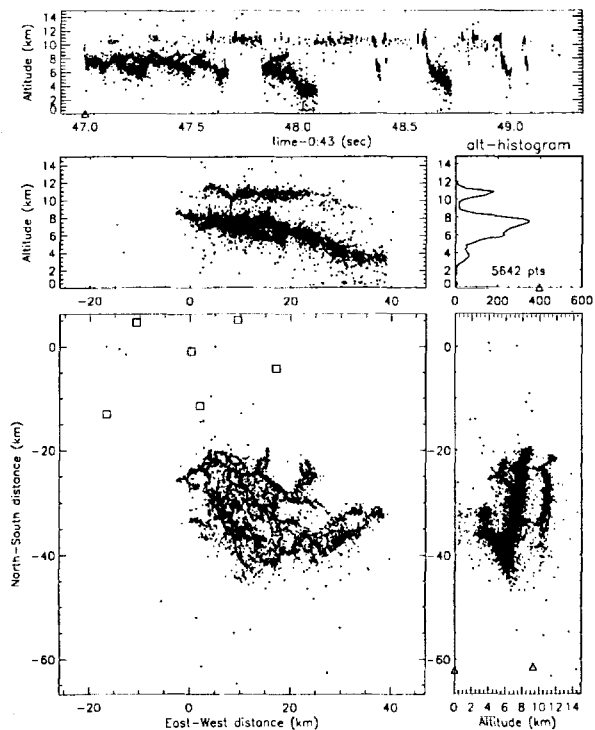 Altitude (km)
14
12
10
8
6
4
2
0
47.0 47.5 48.0 48.5 49.0
time-0:43 (sec)
alt-histogram
Altitude (km)
14
12
10
8
6
4
2
0
-20 0 20 40
14
12
10
8
6
4
2
0
5642 pts
0 200 400 600
North-South distance (km)
0
-20
-40
-60
-20 0 20 40
East-West distance (km)
0
-20
-40
-60
0 2 4 6 8 10 12 14
Altitude (km)